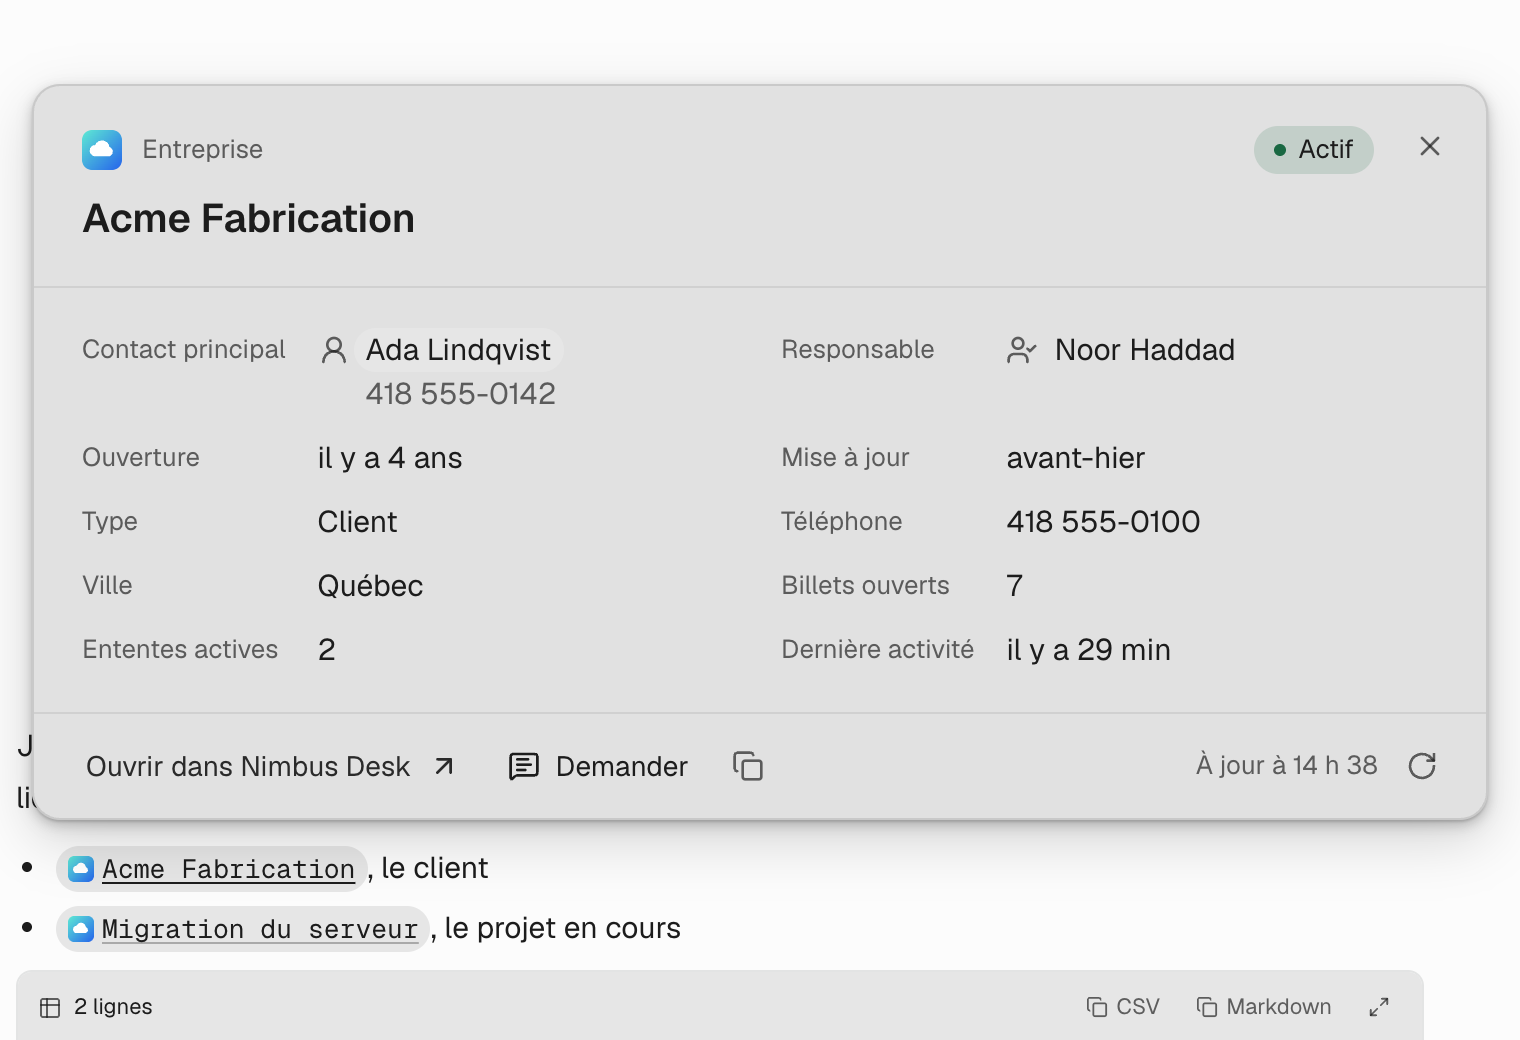 Entreprise
Actif
Acme Fabrication
Contact principal
Ada Lindqvist
418 555-0142
Responsable
Noor Haddad
Ouverture
il y a 4 ans
Mise à jour
avant-hier
Type
Client
Téléphone
418 555-0100
Ville
Québec
Billets ouverts
7
Ententes actives
2
Dernière activité
il y a 29 min
Ouvrir dans Nimbus Desk
Demander
À jour à 14 h 38
Acme Fabrication, le client
Migration du serveur, le projet en cours
2 lignes
CSV
Markdown